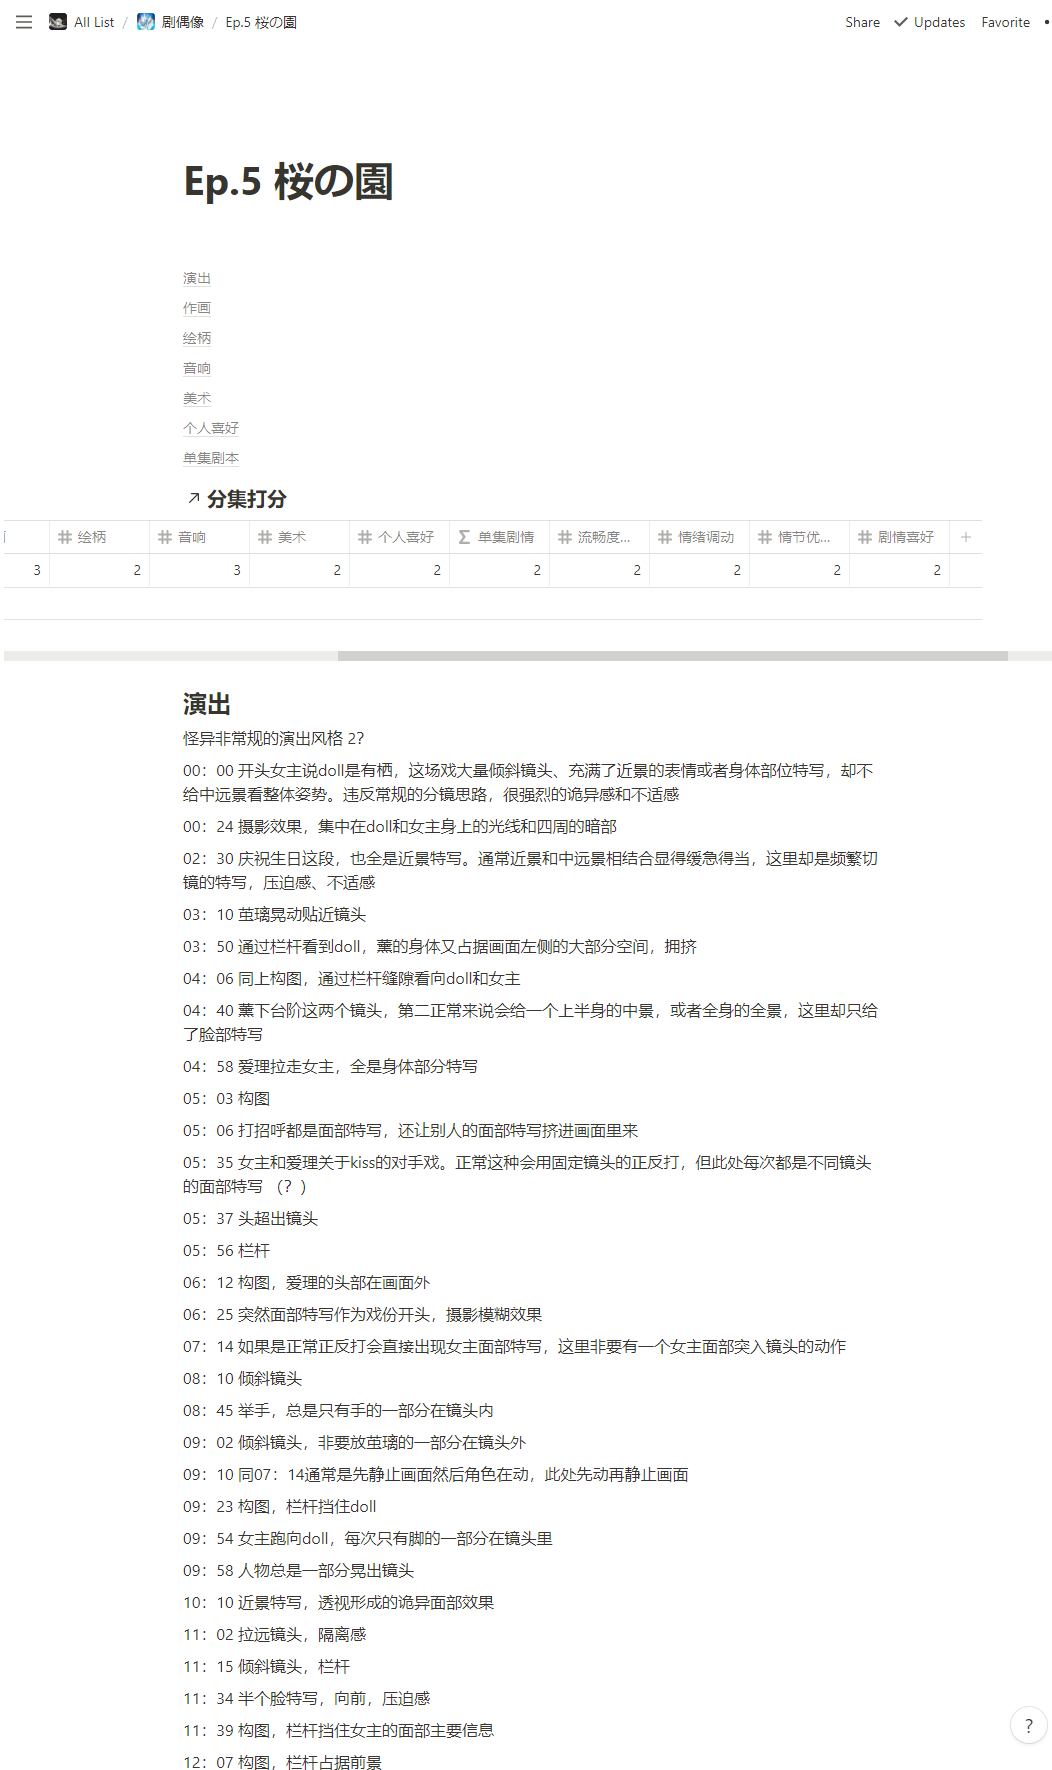 All List / 剧偶像 / Ep.5 桜の園
Share Updates Favorite
Ep.5 桜の園
演出
作画
绘柄
音响
美术
个人喜好
单集剧本
分集打分
绘柄 音响 美术 个人喜好 单集剧情 流畅度... 情绪调动 情节优... 剧情喜好
3 2 3 2 2 2 2 2 2 2
演出
怪异非常规的演出风格 2？
00：00 开头女主说doll是有栖，这场戏大量倾斜镜头、充满了近景的表情或者身体部位特写，却不
给中远景看整体姿势。违反常规的分镜思路，很强烈的诡异感和不适感
00：24 摄影效果，集中在doll和女主身上的光线和四周的暗部
02：30 庆祝生日这段，也全是近景特写。通常近景和中远景相结合显得缓急得当，这里却是频繁切
镜的特写，压迫感、不适感
03：10 茧璃晃动贴近镜头
03：50 通过栏杆看到doll，薰的身体又占据画面左侧的大部分空间，拥挤
04：06 同上构图，通过栏杆缝隙看向doll和女主
04：40 薰下台阶这两个镜头，第二正常来说会给一个上半身的中景，或者全身的全景，这里却只给
了脸部特写
04：58 爱理拉走女主，全是身体部分特写
05：03 构图
05：06 打招呼都是面部特写，还让别人的面部特写挤进画面里来
05：35 女主和爱理关于kiss的对手戏。正常这种会用固定镜头的正反打，但此处每次都是不同镜头
的面部特写 （？）
05：37 头超出镜头
05：56 栏杆
06：12 构图，爱理的头部在画面外
06：25 突然面部特写作为戏份开头，摄影模糊效果
07：14 如果是正常正反打会直接出现女主面部特写，这里非要有一个女主面部突入镜头的动作
08：10 倾斜镜头
08：45 举手，总是只有手的一部分在镜头内
09：02 倾斜镜头，非要放茧璃的一部分在镜头外
09：10 同07：14通常是先静止画面然后角色在动，此处先动再静止画面
09：23 构图，栏杆挡住doll
09：54 女主跑向doll，每次只有脚的一部分在镜头里
09：58 人物总是一部分晃出镜头
10：10 近景特写，透视形成的诡异面部效果
11：02 拉远镜头，隔离感
11：15 倾斜镜头，栏杆
11：34 半个脸特写，向前，压迫感
11：39 构图，栏杆挡住女主的面部主要信息
12：07 构图，栏杆占据前景
?